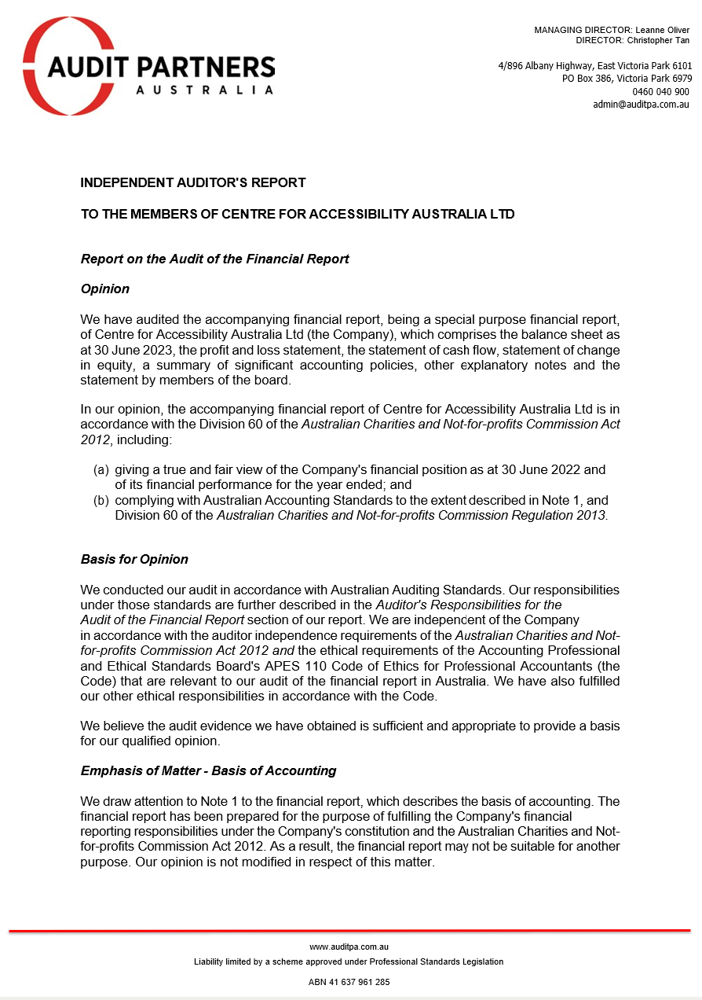 AUDIT PARTNERS
AUSTRALIA
MANAGING DIRECTOR: Leanne Oliver
DIRECTOR: Christopher Tan
4/896 Albany Highway, East Victoria Park 6101
PO Box 386, Victoria Park 6979
0460 040 900
admin@auditpa.com.au
INDEPENDENT AUDITOR'S REPORT
TO THE MEMBERS OF CENTRE FOR ACCESSIBILITY AUSTRALIA LTD
Report on the Audit of the Financial Report
Opinion
We have audited the accompanying financial report, being a special purpose financial report,
of Centre for Accessibility Australia Ltd (the Company), which comprises the balance sheet as
at 30 June 2023, the profit and loss statement, the statement of cash flow, statement of change
in equity, a summary of significant accounting policies, other explanatory notes and the
statement by members of the board.
In our opinion, the accompanying financial report of Centre for Accessibility Australia Ltd is in
accordance with the Division 60 of the Australian Charities and Not-for-profits Commission Act
2012, including:
(a) giving a true and fair view of the Company's financial position as at 30 June 2022 and
of its financial performance for the year ended; and
(b) complying with Australian Accounting Standards to the extent described in Note 1, and
Division 60 of the Australian Charities and Not-for-profits Commission Regulation 2013.
Basis for Opinion
We conducted our audit in accordance with Australian Auditing Standards. Our responsibilities
under those standards are further described in the Auditor's Responsibilities for the
Audit of the Financial Report section of our report. We are independent of the Company
in accordance with the auditor independence requirements of the Australian Charities and Not-
for-profits Commission Act 2012 and the ethical requirements of the Accounting Professional
and Ethical Standards Board's APES 110 Code of Ethics for Professional Accountants (the
Code) that are relevant to our audit of the financial report in Australia. We have also fulfilled
our other ethical responsibilities in accordance with the Code.
We believe the audit evidence we have obtained is sufficient and appropriate to provide a basis
for our qualified opinion.
Emphasis of Matter - Basis of Accounting
We draw attention to Note 1 to the financial report, which describes the basis of accounting. The
financial report has been prepared for the purpose of fulfilling the Company's financial
reporting responsibilities under the Company's constitution and the Australian Charities and Not-
for-profits Commission Act 2012. As a result, the financial report may not be suitable for another
purpose. Our opinion is not modified in respect of this matter.
www.auditpa.com.au
Liability limited by a scheme approved under Professional Standards Legislation
ABN 41 637 961 285